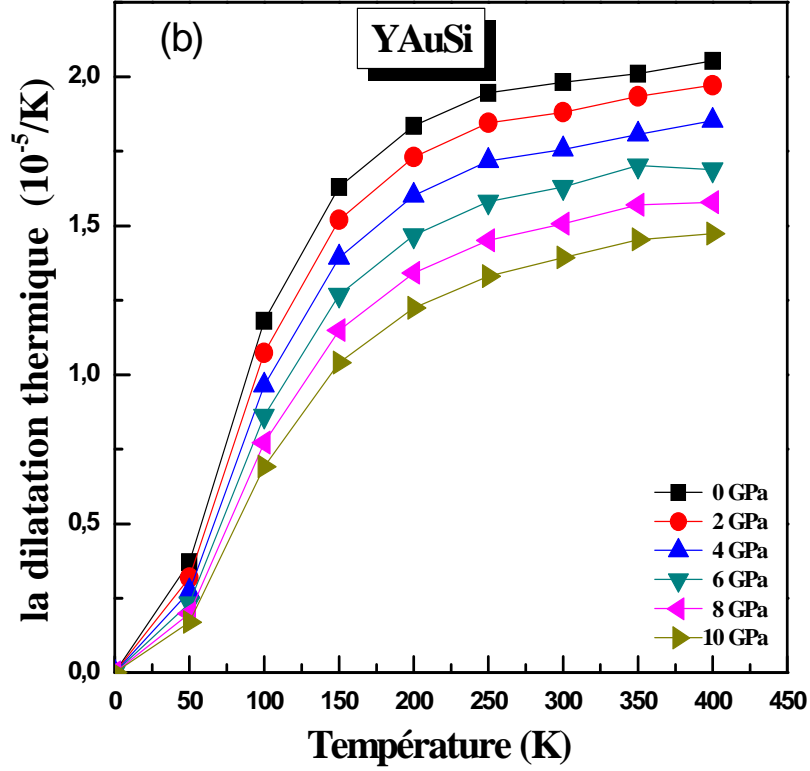 (b)
YAuSi
la dilatation thermique (10⁻⁵/K)
2,0
1,5
1,0
0,5
0,0
0 GPa
2 GPa
4 GPa
6 GPa
8 GPa
10 GPa
0 50 100 150 200 250 300 350 400 450
Température (K)